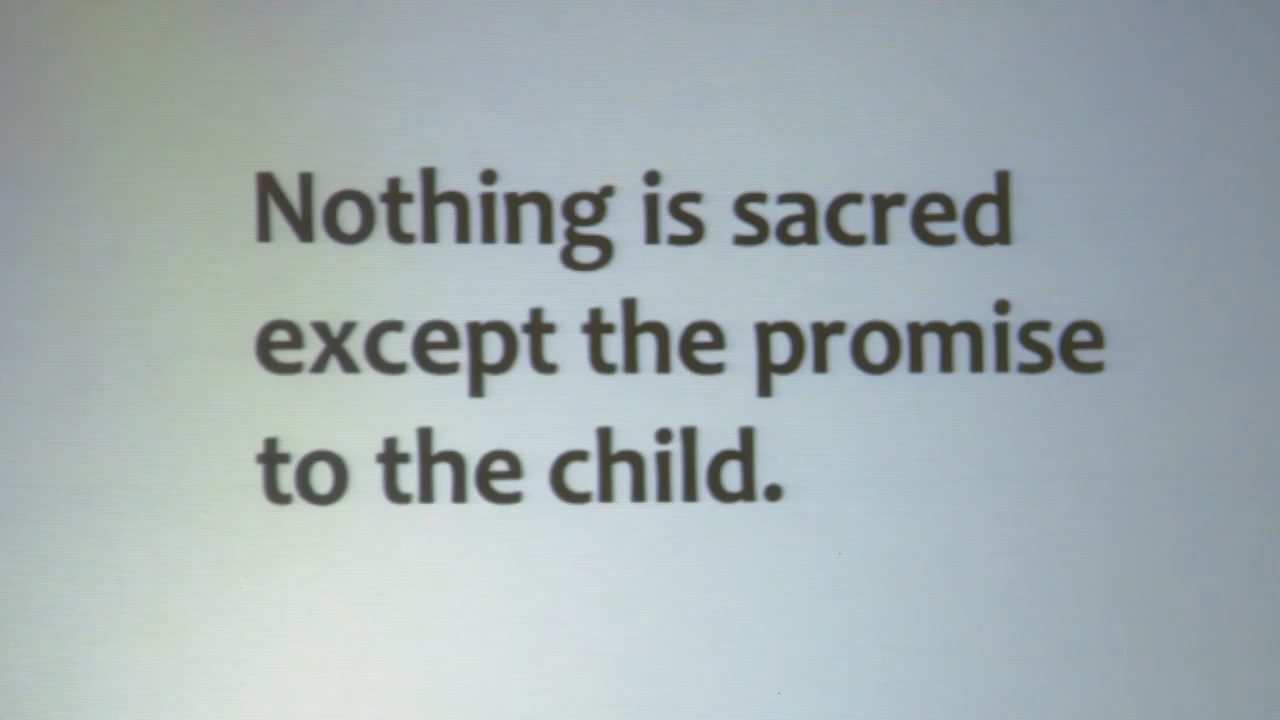 Nothing is sacred
except the promise
to the child.